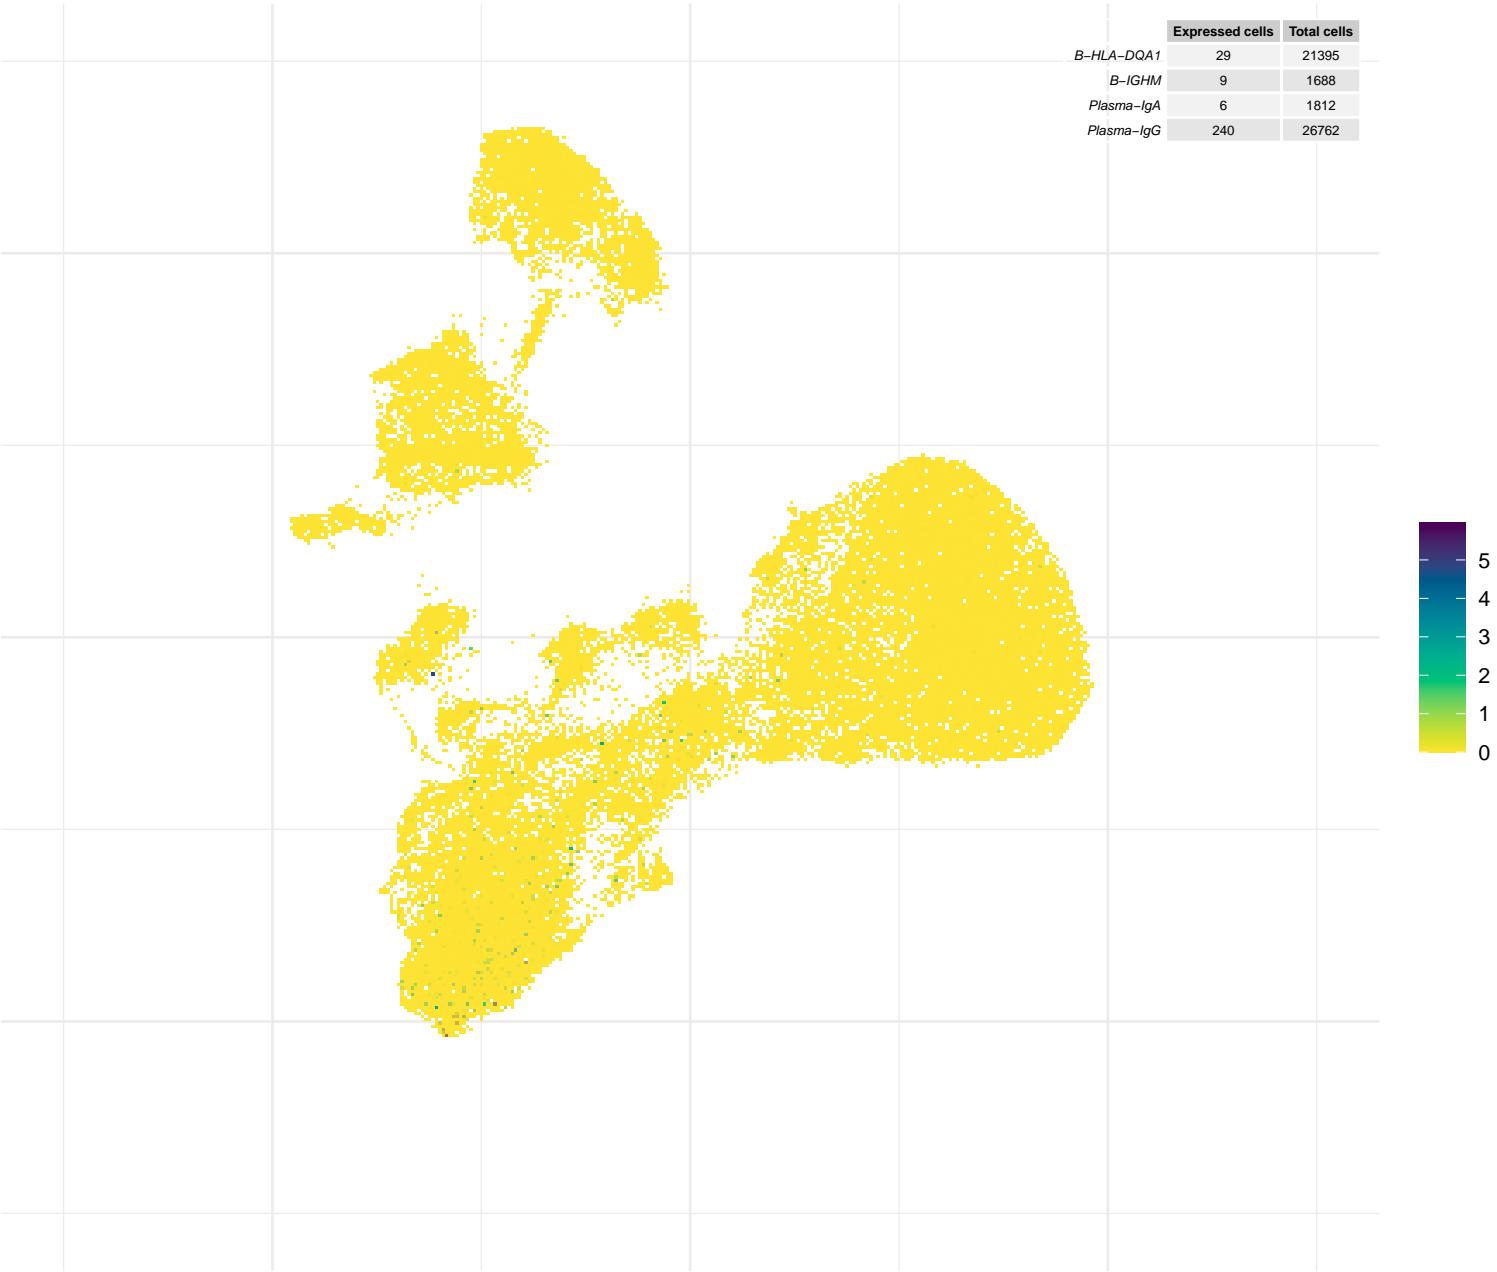 Expressed cells Total cells
B−HLA−DQA1 29 21395
B−IGHM 9 1688
Plasma−IgA 6 1812
Plasma−IgG 240 26762
5
4
3
2
1
0